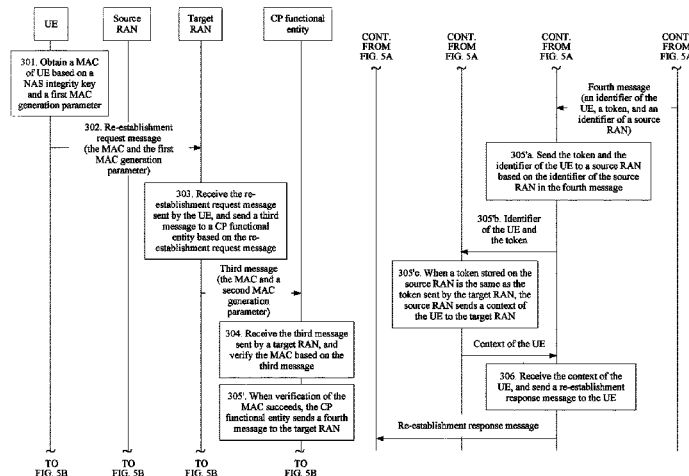 UE
Source
RAN
Target
RAN
CP functional
entity
301. Obtain a MAC
of UE based on a
NAS integrity key
and a first MAC
generation parameter
302. Re-establishment
request message
(the MAC and the first
MAC generation
parameter)
303. Receive the re-
establishment request message
sent by the UE, and send a third
message to a CP functional
entity based on the re-
establishment request message
Third message
(the MAC and a
second MAC
generation
parameter)
304. Receive the third message
sent by a target RAN, and
verify the MAC based on the
third message
305'. When verification of the
MAC succeeds, the CP
functional entity sends a fourth
message to the target RAN
TO
FIG. 5B
TO
FIG. 5B
TO
FIG. 5B
TO
FIG. 5B
CONT.
FROM
FIG. 5A
CONT.
FROM
FIG. 5A
CONT.
FROM
FIG. 5A
CONT.
FROM
FIG. 5A
Fourth message
(an identifier of the
UE, a token, and an
identifier of a source
RAN)
305'a. Send the token and the
identifier of the UE to a source RAN
based on the identifier of the source
RAN in the fourth message
305'b. Identifier
of the UE and
the token
305'c. When a token stored on the
source RAN is the same as the
token sent by the target RAN, the
source RAN sends a context of
the UE to the target RAN
Context of the UE
306. Receive the context of the
UE, and send a re-establishment
response message to the UE
Re-establishment response message